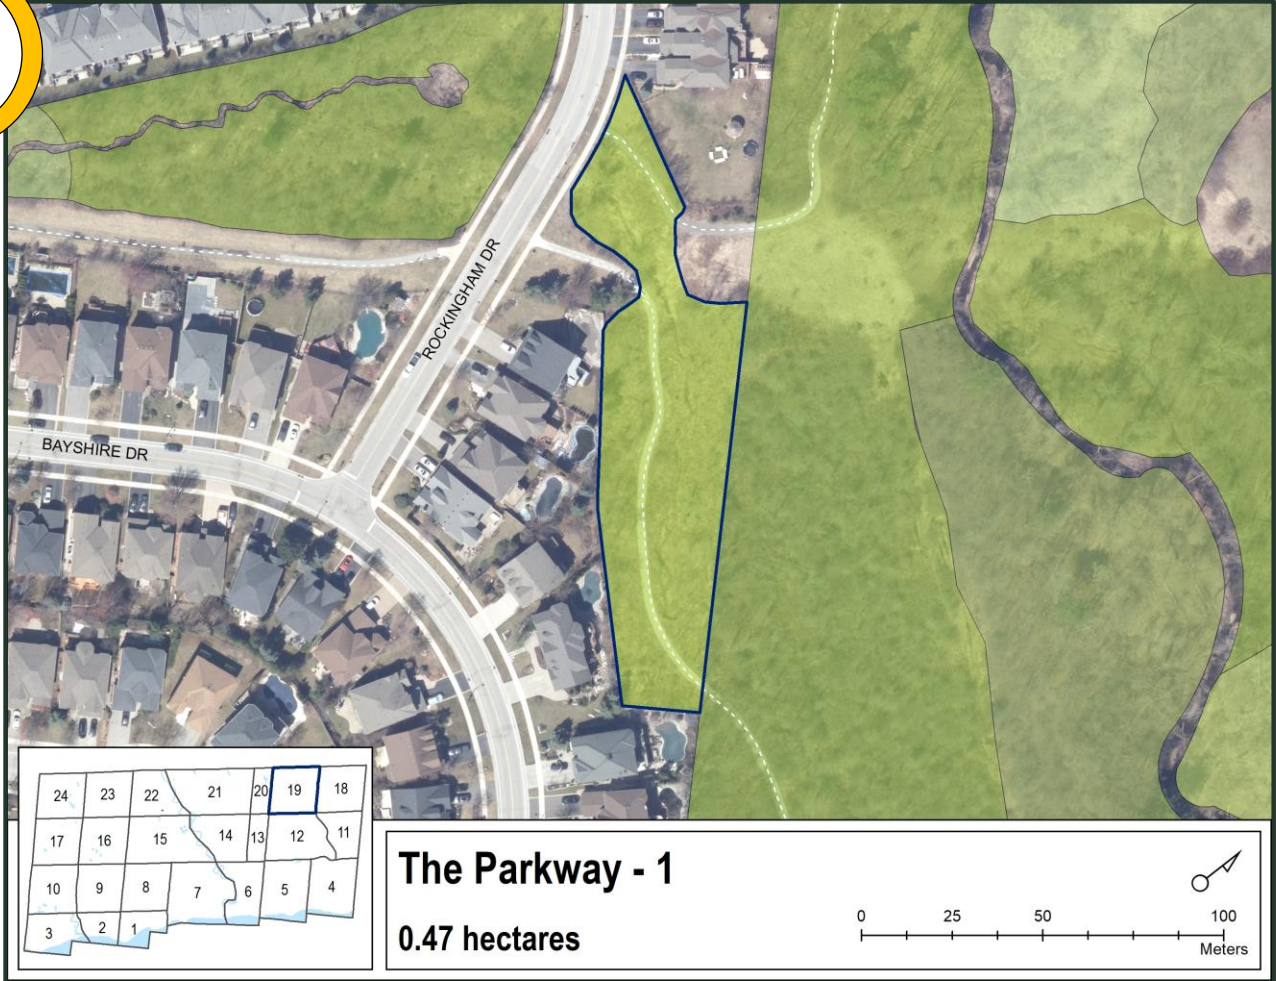 ROCKINGHAM DR
BAYSHIRE DR
24 23 22 21 20 19 18
17 16 15 14 13 12 11
10 9 8 7 6 5 4
3 2 1
The Parkway - 1
0.47 hectares
0 25 50 100
Meters